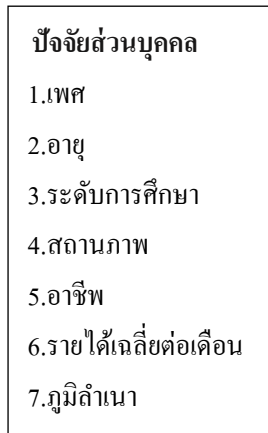 ปัจจัยส่วนบุคคล
1.เพศ
2.อายุ
3.ระดับการศึกษา
4.สถานภาพ
5.อาชีพ
6.รายได้เฉลี่ยต่อเดือน
7.ภูมิลำเนา